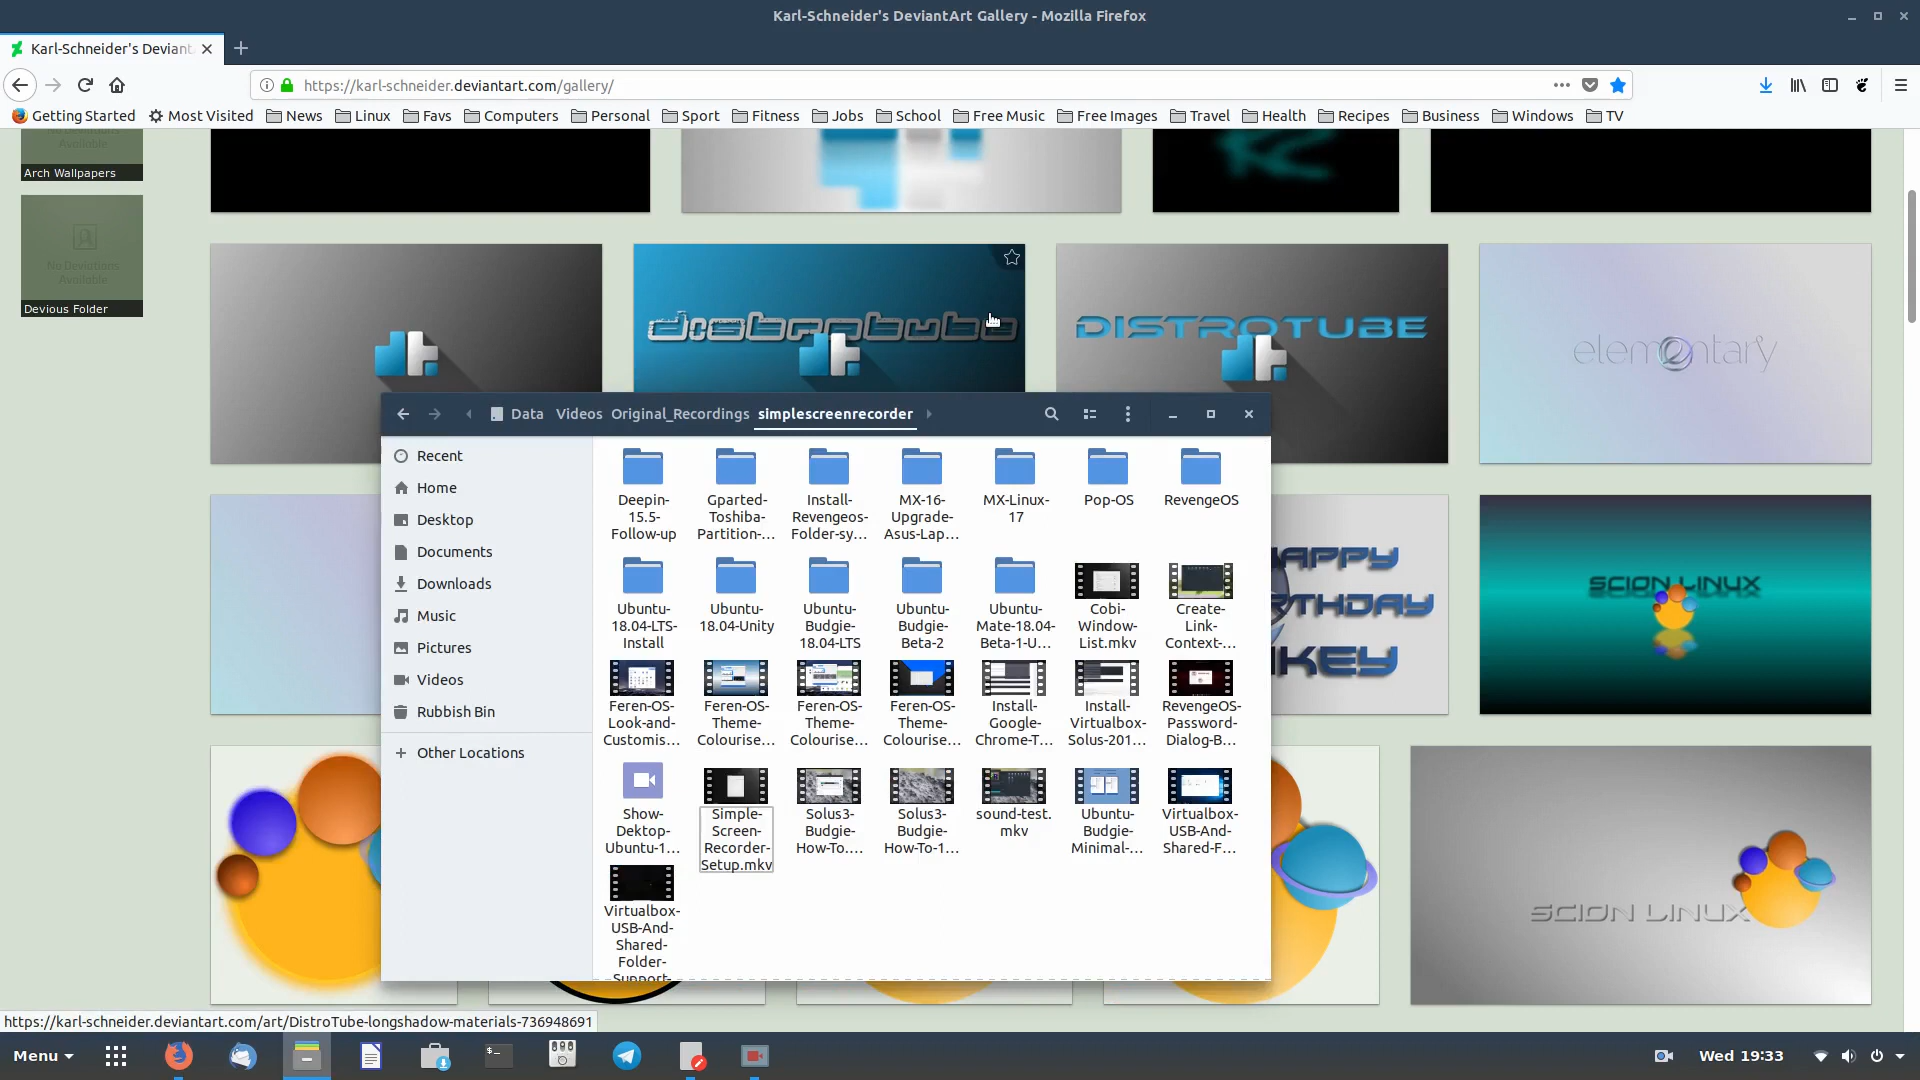 Karl-Schneider's DeviantArt Gallery - Mozilla Firefox
Karl-Schneider's Deviant
https://karl-schneider.deviantart.com/gallery/
Getting Started Most Visited News Linux Favs Computers Personal Sport Fitness Jobs School Free Music Free Images Travel Health Recipes Business Windows TV
No Deviations
Available
Arch Wallpapers
No Deviations
Available
Devious Folder
distrotube
DISTROTUBE
elementary
HAPPY
BIRTHDAY
SCION LINUX
SCION LINUX
Data Videos Original_Recordings simplescreenrecorder
Recent
Home
Desktop
Documents
Downloads
Music
Pictures
Videos
Rubbish Bin
Other Locations
Deepin-
15.5-
Follow-up
Gparted-
Toshiba-
Partition-...
Install-
Revengeos-
Folder-sy...
MX-16-
Upgrade-
Asus-Lap...
MX-Linux-
17
Pop-OS
RevengeOS
Ubuntu-
18.04-LTS-
Install
Ubuntu-
18.04-Unity
Ubuntu-
Budgie-
18.04-LTS
Ubuntu-
Budgie-
Beta-2
Ubuntu-
Mate-18.04-
Beta-1-U...
Cobi-
Window-
List.mkv
Create-
Link-
Context-...
Feren-OS-
Look-and-
Customis...
Feren-OS-
Theme-
Colourise...
Feren-OS-
Theme-
Colourise...
Feren-OS-
Theme-
Colourise...
Install-
Google-
Chrome-T...
Install-
Virtualbox-
Solus-201...
RevengeOS-
Password-
Dialog-B...
Show-
Dektop-
Ubuntu-1...
Simple-
Screen-
Recorder-
Setup.mkv
Solus3-
Budgie-
How-To....
Solus3-
Budgie-
How-To-1...
sound-test.
mkv
Ubuntu-
Budgie-
Minimal-...
Virtualbox-
USB-And-
Shared-F...
Virtualbox-
USB-And-
Shared-
Folder-
Support-
https://karl-schneider.deviantart.com/art/DistroTube-longshadow-materials-736948691
Menu
Wed 19:33